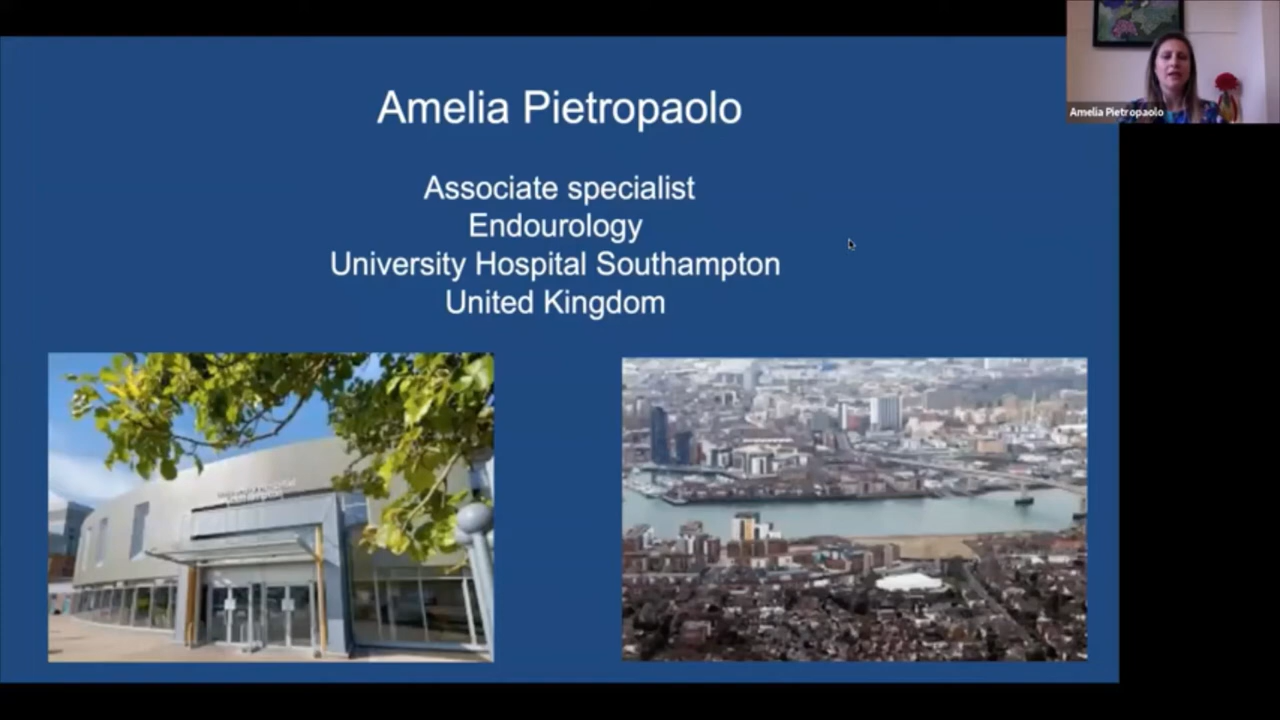 Amelia Pietropaolo
Associate specialist
Endourology
University Hospital Southampton
United Kingdom
Amelia Pietropaolo